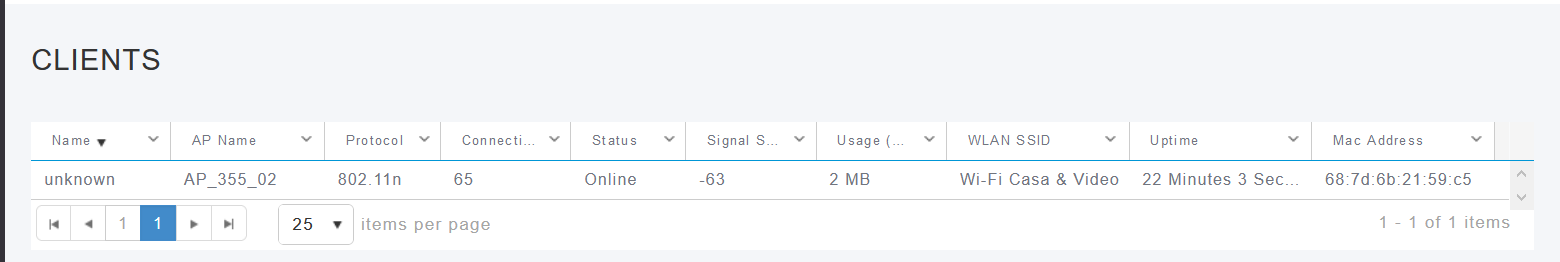 CLIENTS
Name AP Name Protocol Connecti... Status Signal S... Usage (... WLAN SSID Uptime Mac Address
unknown AP_355_02 802.11n 65 Online -63 2 MB Wi-Fi Casa & Video 22 Minutes 3 Sec... 68:7d:6b:21:59:c5
1 1 25 items per page 1 - 1 of 1 items